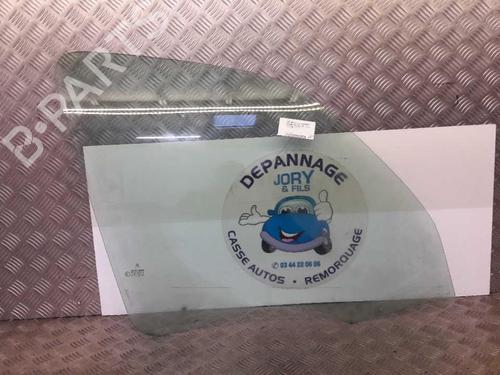 B-PARTS
DEPANNAGE
JORY
& FILS
03 44 22 06 06
CASSE AUTOS • REMORQUAGE